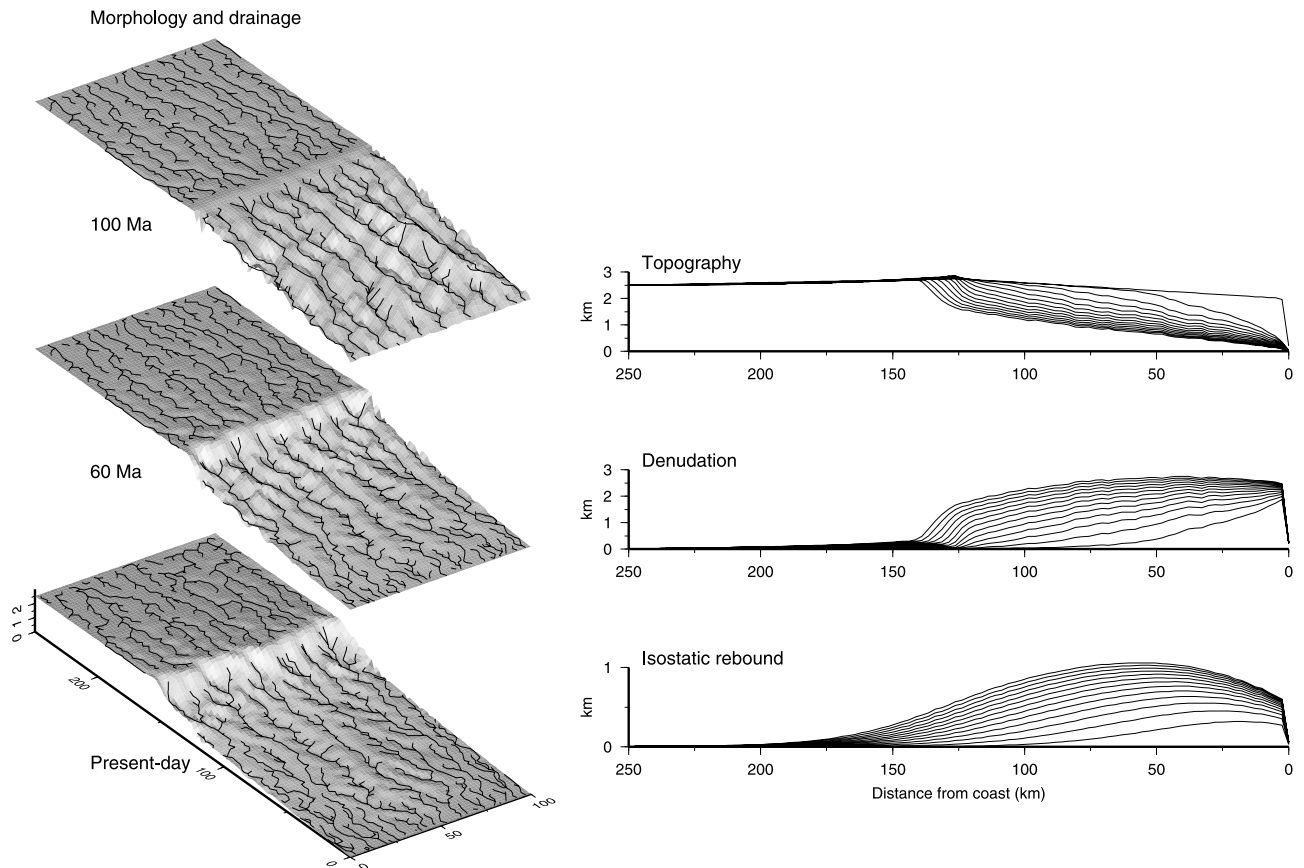 Morphology and drainage
100 Ma
60 Ma
Present-day
0 1 2
200
100
0
0
50
100
Topography
3
2
1
0
km
250 200 150 100 50 0
Denudation
3
2
1
0
km
250 200 150 100 50 0
Isostatic rebound
1
0
km
250 200 150 100 50 0
Distance from coast (km)